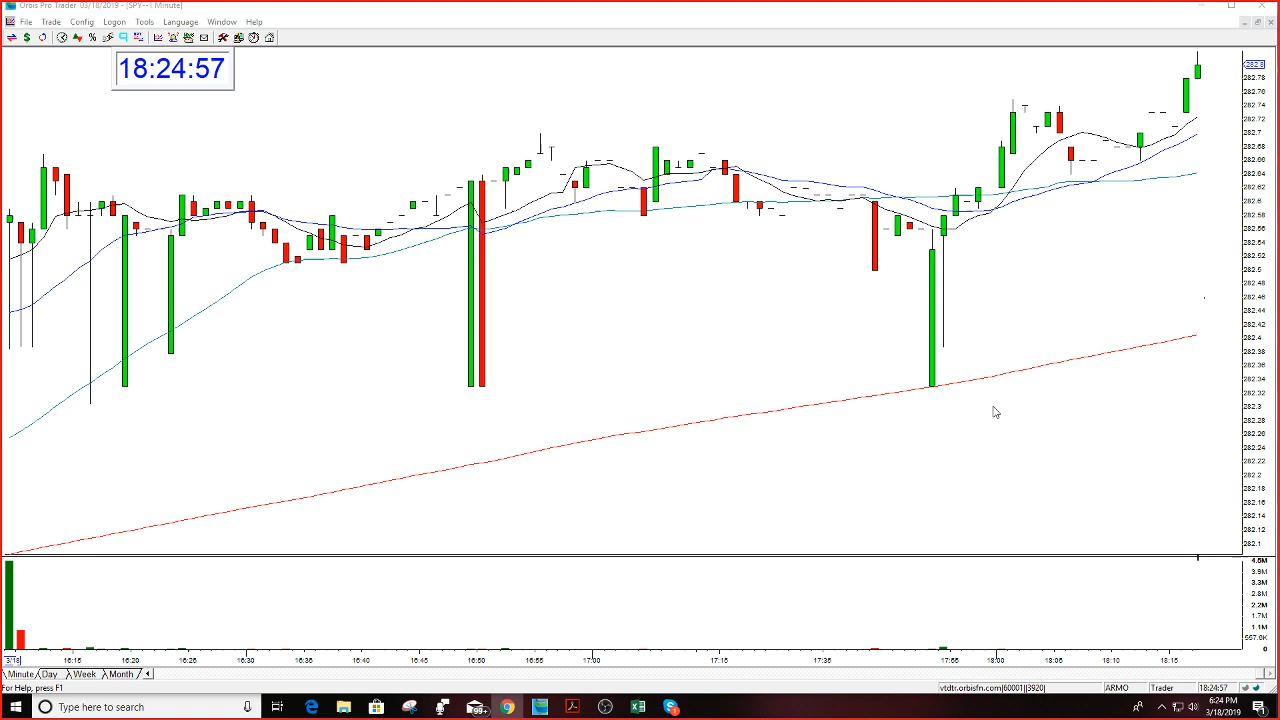 Orbis Pro Trader 03/18/2019 - [SPY--1 Minute]
File Trade Config Logon Tools Language Window Help
18:24:57
282.8
282.78
282.76
282.74
282.72
282.7
282.68
282.66
282.64
282.62
282.6
282.58
282.56
282.54
282.52
282.5
282.48
282.46
282.44
282.42
282.4
282.38
282.36
282.34
282.32
282.3
282.28
282.26
282.24
282.22
282.2
282.18
282.16
282.14
282.12
282.1
4.5M
3.9M
3.3M
2.8M
2.2M
1.7M
1.1M
557.6K
0
3/18 16:15 16:20 16:25 16:30 16:35 16:40 16:45 16:50 16:55 17:00 17:15 17:35 17:55 18:00 18:05 18:10 18:15
Minute Day Week Month
For Help, press F1 vtdtr.orbisfn.com|60001||3920| ARMO Trader 18:24:57
Type here to search 99+ 6:24 PM
3/18/2019